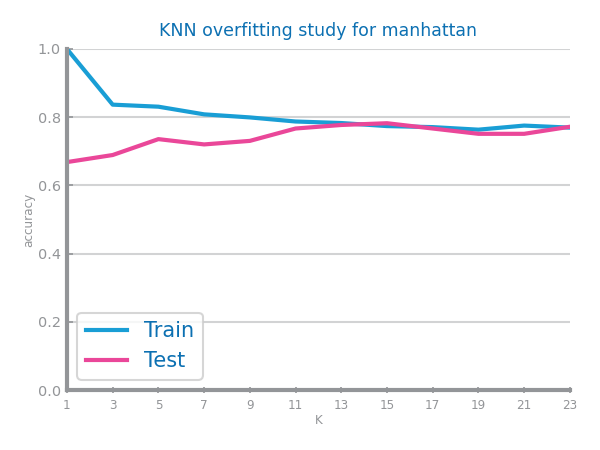 KNN overfitting study for manhattan
1.0
0.8
0.6
0.4
0.2
0.0
accuracy
Train
Test
1 3 5 7 9 11 13 15 17 19 21 23
K